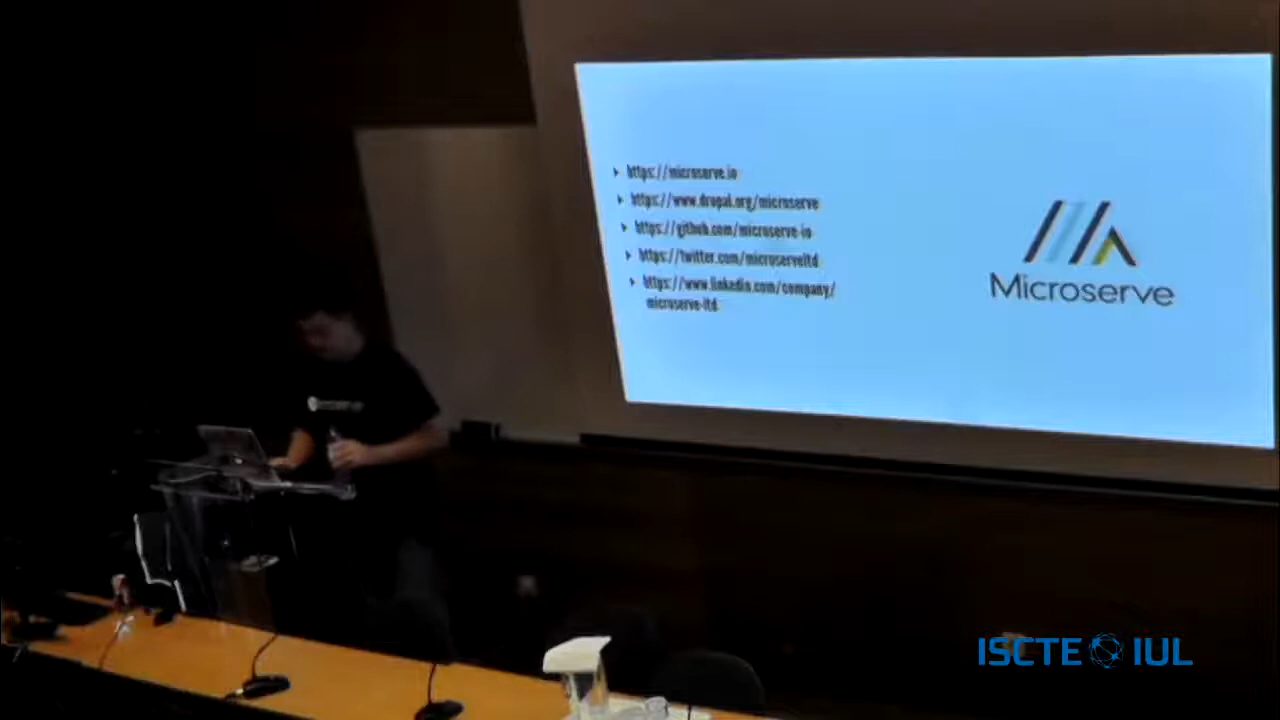 https://microserve.io
https://www.drupal.org/microserve
https://github.com/microserve-io
https://twitter.com/microserveltd
https://www.linkedin.com/company/
microserve-ltd
Microserve
ISCTE IUL